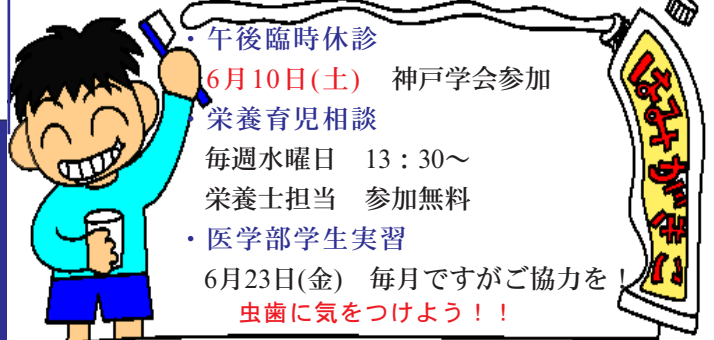 ・午後臨時休診
6月10日(土)　神戸学会参加
・栄養育児相談
毎週水曜日　13：30〜
栄養士担当　参加無料
・医学部学生実習
6月23日(金)　毎月ですがご協力を！
虫歯に気をつけよう！！
はみがきこ